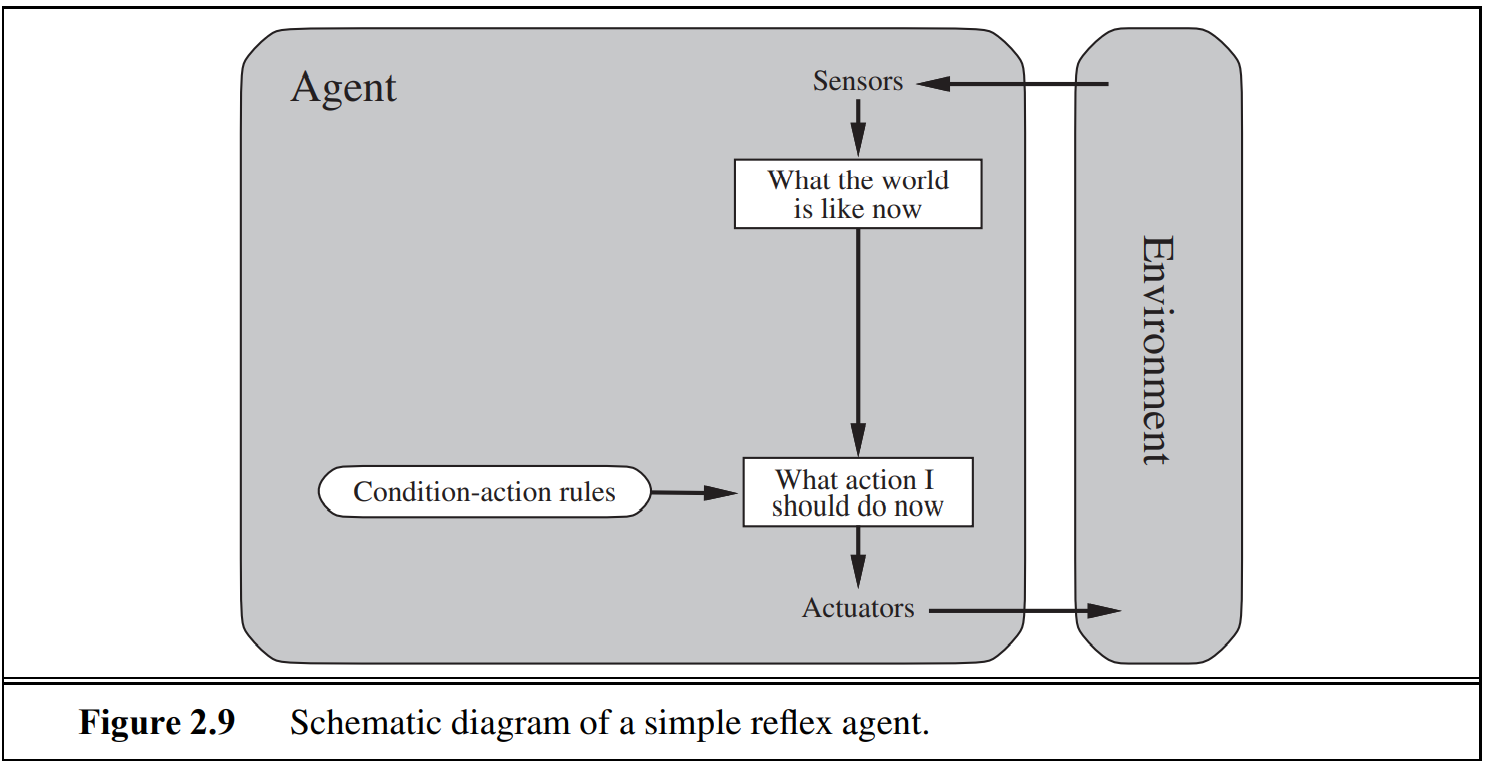 Agent
Sensors
What the world
is like now
Environment
Condition-action rules
What action I
should do now
Actuators
Figure 2.9 Schematic diagram of a simple reflex agent.